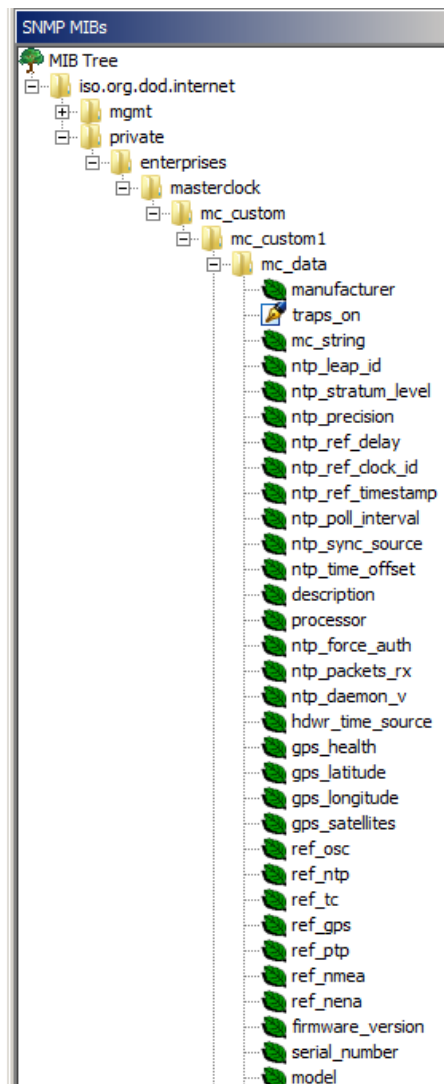 SNMP MIBs
MIB Tree
iso.org.dod.internet
mgmt
private
enterprises
masterclock
mc_custom
mc_custom1
mc_data
manufacturer
traps_on
mc_string
ntp_leap_id
ntp_stratum_level
ntp_precision
ntp_ref_delay
ntp_ref_clock_id
ntp_ref_timestamp
ntp_poll_interval
ntp_sync_source
ntp_time_offset
description
processor
ntp_force_auth
ntp_packets_rx
ntp_daemon_v
hdwr_time_source
gps_health
gps_latitude
gps_longitude
gps_satellites
ref_osc
ref_ntp
ref_tc
ref_gps
ref_ptp
ref_nmea
ref_nena
firmware_version
serial_number
model